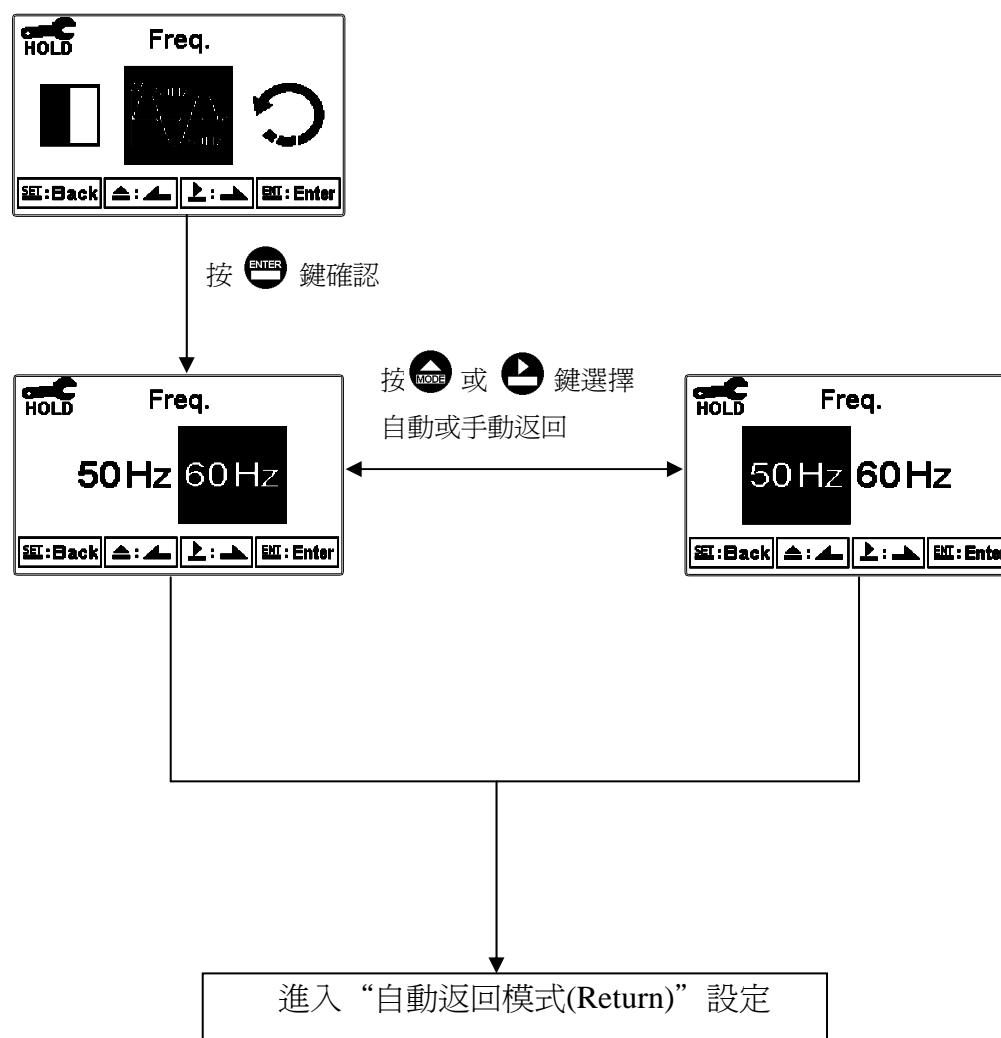 HOLD
Freq.
SET:Back
:
:
ENT:Enter
按 ENTER 鍵確認
HOLD
Freq.
50Hz 60Hz
SET:Back
:
:
ENT:Enter
按 MODE 或 鍵選擇
自動或手動返回
HOLD
Freq.
50Hz 60Hz
SET:Back
:
:
ENT:Enter
進入“自動返回模式(Return)”設定